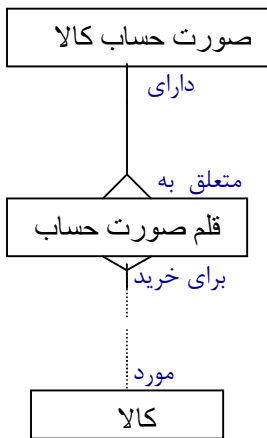 صورت حساب کالا
دارای
متعلق به
قلم صورت حساب
برای خرید
مورد
کالا